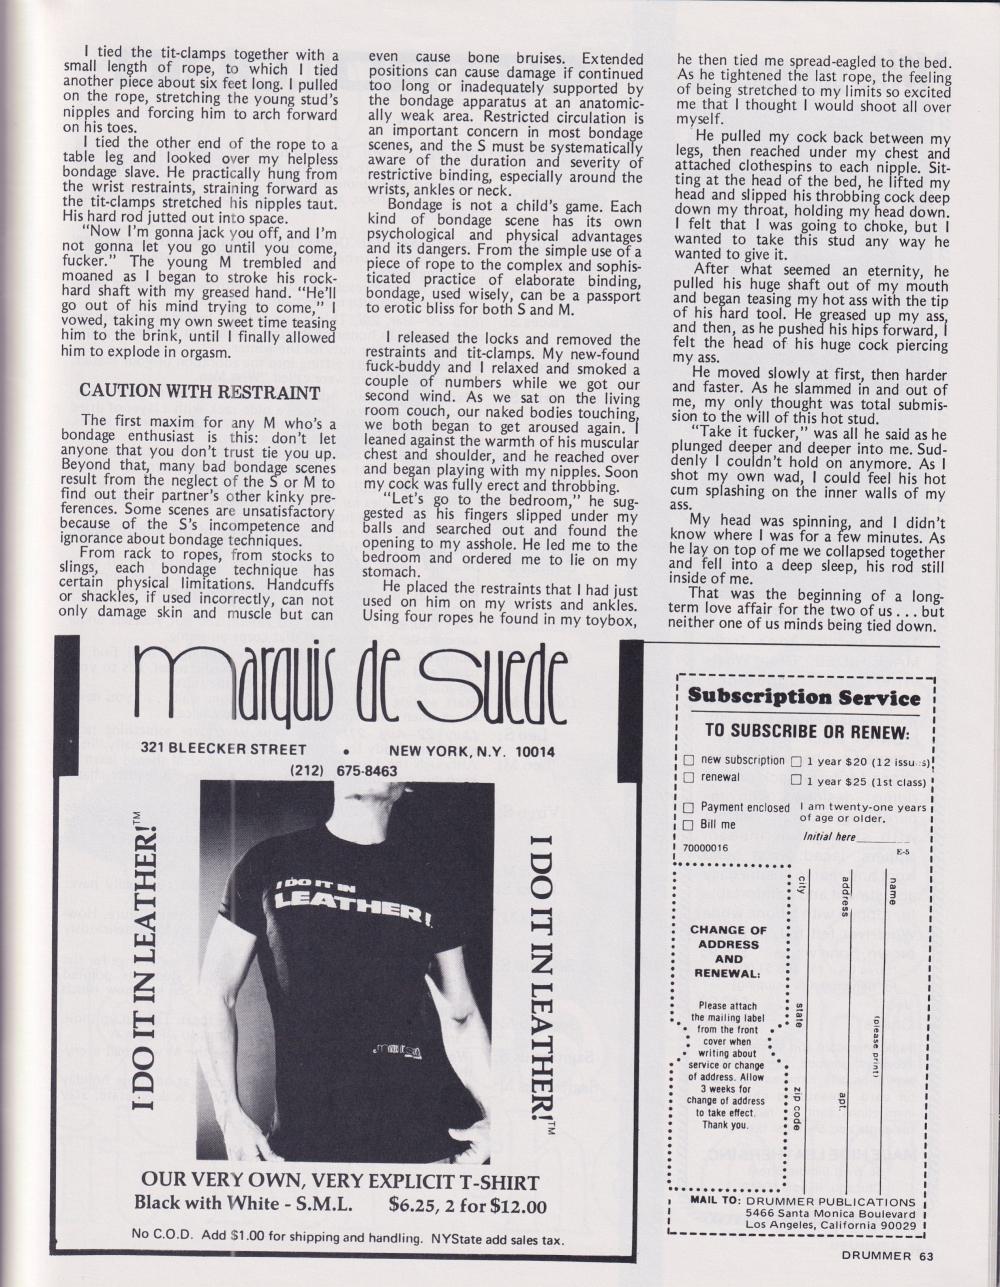 I tied the tit-clamps together with a
small length of rope, to which I tied
another piece about six feet long. I pulled
on the rope, stretching the young stud's
nipples and forcing him to arch forward
on his toes.
I tied the other end of the rope to a
table leg and looked over my helpless
bondage slave. He practically hung from
the wrist restraints, straining forward as
the tit-clamps stretched his nipples taut.
His hard rod jutted out into space.
"Now I'm gonna jack you off, and I'm
not gonna let you go until you come,
fucker." The young M trembled and
moaned as I began to stroke his rock-
hard shaft with my greased hand. "He'll
go out of his mind trying to come," I
vowed, taking my own sweet time teasing
him to the brink, until I finally allowed
him to explode in orgasm.
CAUTION WITH RESTRAINT
The first maxim for any M who's a
bondage enthusiast is this: don't let
anyone that you don't trust tie you up.
Beyond that, many bad bondage scenes
result from the neglect of the S or M to
find out their partner's other kinky pre-
ferences. Some scenes are unsatisfactory
because of the S's incompetence and
ignorance about bondage techniques.
From rack to ropes, from stocks to
slings, each bondage technique has
certain physical limitations. Handcuffs
or shackles, if used incorrectly, can not
only damage skin and muscle but can
even cause bone bruises. Extended
positions can cause damage if continued
too long or inadequately supported by
the bondage apparatus at an anatomic-
ally weak area. Restricted circulation is
an important concern in most bondage
scenes, and the S must be systematically
aware of the duration and severity of
restrictive binding, especially around the
wrists, ankles or neck.
Bondage is not a child's game. Each
kind of bondage scene has its own
psychological and physical advantages
and its dangers. From the simple use of a
piece of rope to the complex and sophis-
ticated practice of elaborate binding,
bondage, used wisely, can be a passport
to erotic bliss for both S and M.
I released the locks and removed the
restraints and tit-clamps. My new-found
fuck-buddy and I relaxed and smoked a
couple of numbers while we got our
second wind. As we sat on the living
room couch, our naked bodies touching,
we both began to get aroused again. I
leaned against the warmth of his muscular
chest and shoulder, and he reached over
and began playing with my nipples. Soon
my cock was fully erect and throbbing.
"Let's go to the bedroom," he sug-
gested as his fingers slipped under my
balls and searched out and found the
opening to my asshole. He led me to the
bedroom and ordered me to lie on my
stomach.
He placed the restraints that I had just
used on him on my wrists and ankles.
Using four ropes he found in my toybox,
he then tied me spread-eagled to the bed.
As he tightened the last rope, the feeling
of being stretched to my limits so excited
me that I thought I would shoot all over
myself.
He pulled my cock back between my
legs, then reached under my chest and
attached clothespins to each nipple. Sit-
ting at the head of the bed, he lifted my
head and slipped his throbbing cock deep
down my throat, holding my head down.
I felt that I was going to choke, but I
wanted to take this stud any way he
wanted to give it.
After what seemed an eternity, he
pulled his huge shaft out of my mouth
and began teasing my hot ass with the tip
of his hard tool. He greased up my ass,
and then, as he pushed his hips forward, I
felt the head of his huge cock piercing
my ass.
He moved slowly at first, then harder
and faster. As he slammed in and out of
me, my only thought was total submis-
sion to the will of this hot stud.
"Take it fucker," was all he said as he
plunged deeper and deeper into me. Sud-
denly I couldn't hold on anymore. As I
shot my own wad, I could feel his hot
cum splashing on the inner walls of my
ass.
My head was spinning, and I didn't
know where I was for a few minutes. As
he lay on top of me we collapsed together
and fell into a deep sleep, his rod still
inside of me.
That was the beginning of a long-
term love affair for the two of us . . . but
neither one of us minds being tied down.
Marquis de Suede
321 BLEECKER STREET • NEW YORK, N.Y. 10014
(212) 675-8463
I DO IT IN LEATHER!™
I DO IT IN
LEATHER!
I DO IT IN LEATHER!™
OUR VERY OWN, VERY EXPLICIT T-SHIRT
Black with White - S.M.L. $6.25, 2 for $12.00
No C.O.D. Add $1.00 for shipping and handling. NYState add sales tax.
Subscription Service
TO SUBSCRIBE OR RENEW:
new subscription 1 year $20 (12 issues)
renewal 1 year $25 (1st class)
Payment enclosed
Bill me
I am twenty-one years
of age or older.
Initial here
70000016
E-5
CHANGE OF
ADDRESS
AND
RENEWAL:
Please attach
the mailing label
from the front
cover when
writing about
service or change
of address. Allow
3 weeks for
change of address
to take effect.
Thank you.
name
(please print)
address
apt.
city
state
zip code
MAIL TO: DRUMMER PUBLICATIONS
5466 Santa Monica Boulevard
Los Angeles, California 90029
DRUMMER 63